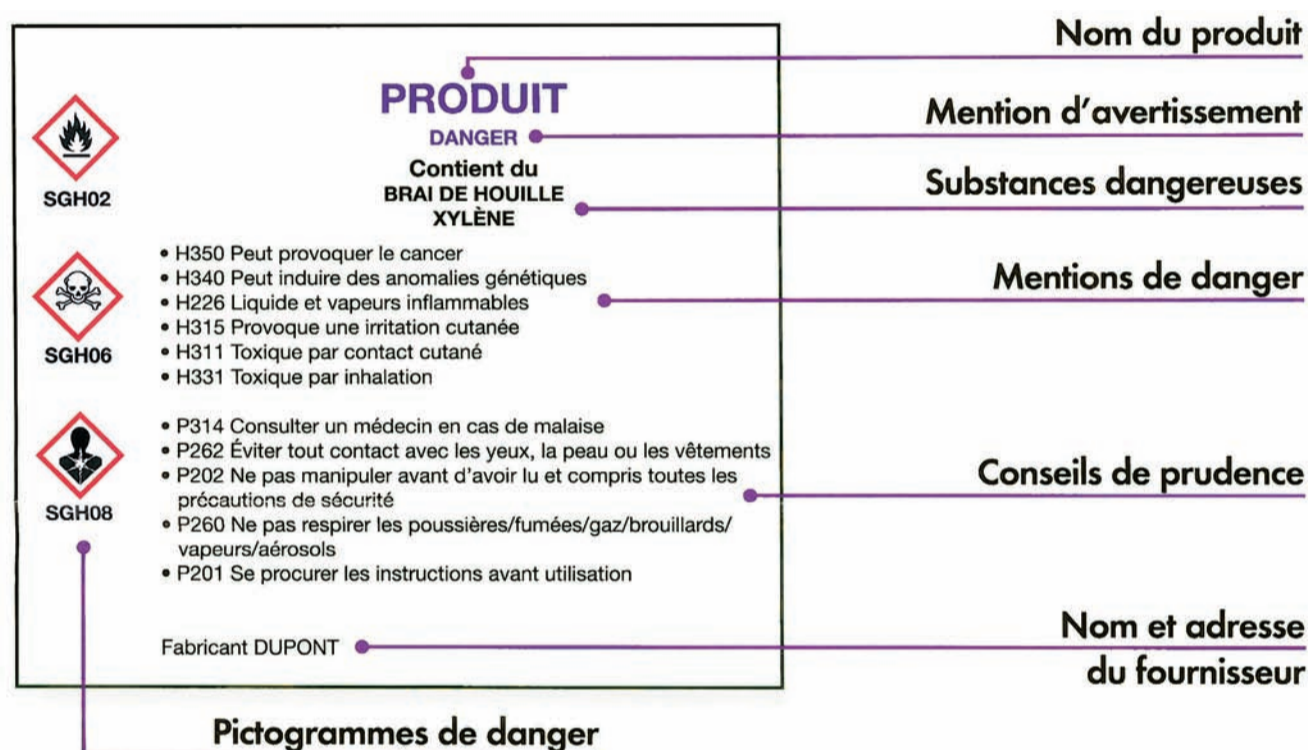 Nom du produit
PRODUIT
Mention d'avertissement
DANGER
Contient du
BRAI DE HOUILLE
XYLÈNE
Substances dangereuses
SGH02
• H350 Peut provoquer le cancer
• H340 Peut induire des anomalies génétiques
• H226 Liquide et vapeurs inflammables
• H315 Provoque une irritation cutanée
• H311 Toxique par contact cutané
• H331 Toxique par inhalation
Mentions de danger
SGH06
• P314 Consulter un médecin en cas de malaise
• P262 Éviter tout contact avec les yeux, la peau ou les vêtements
• P202 Ne pas manipuler avant d'avoir lu et compris toutes les
précautions de sécurité
• P260 Ne pas respirer les poussières/fumées/gaz/brouillards/
vapeurs/aérosols
• P201 Se procurer les instructions avant utilisation
Conseils de prudence
SGH08
Fabricant DUPONT
Nom et adresse
du fournisseur
Pictogrammes de danger